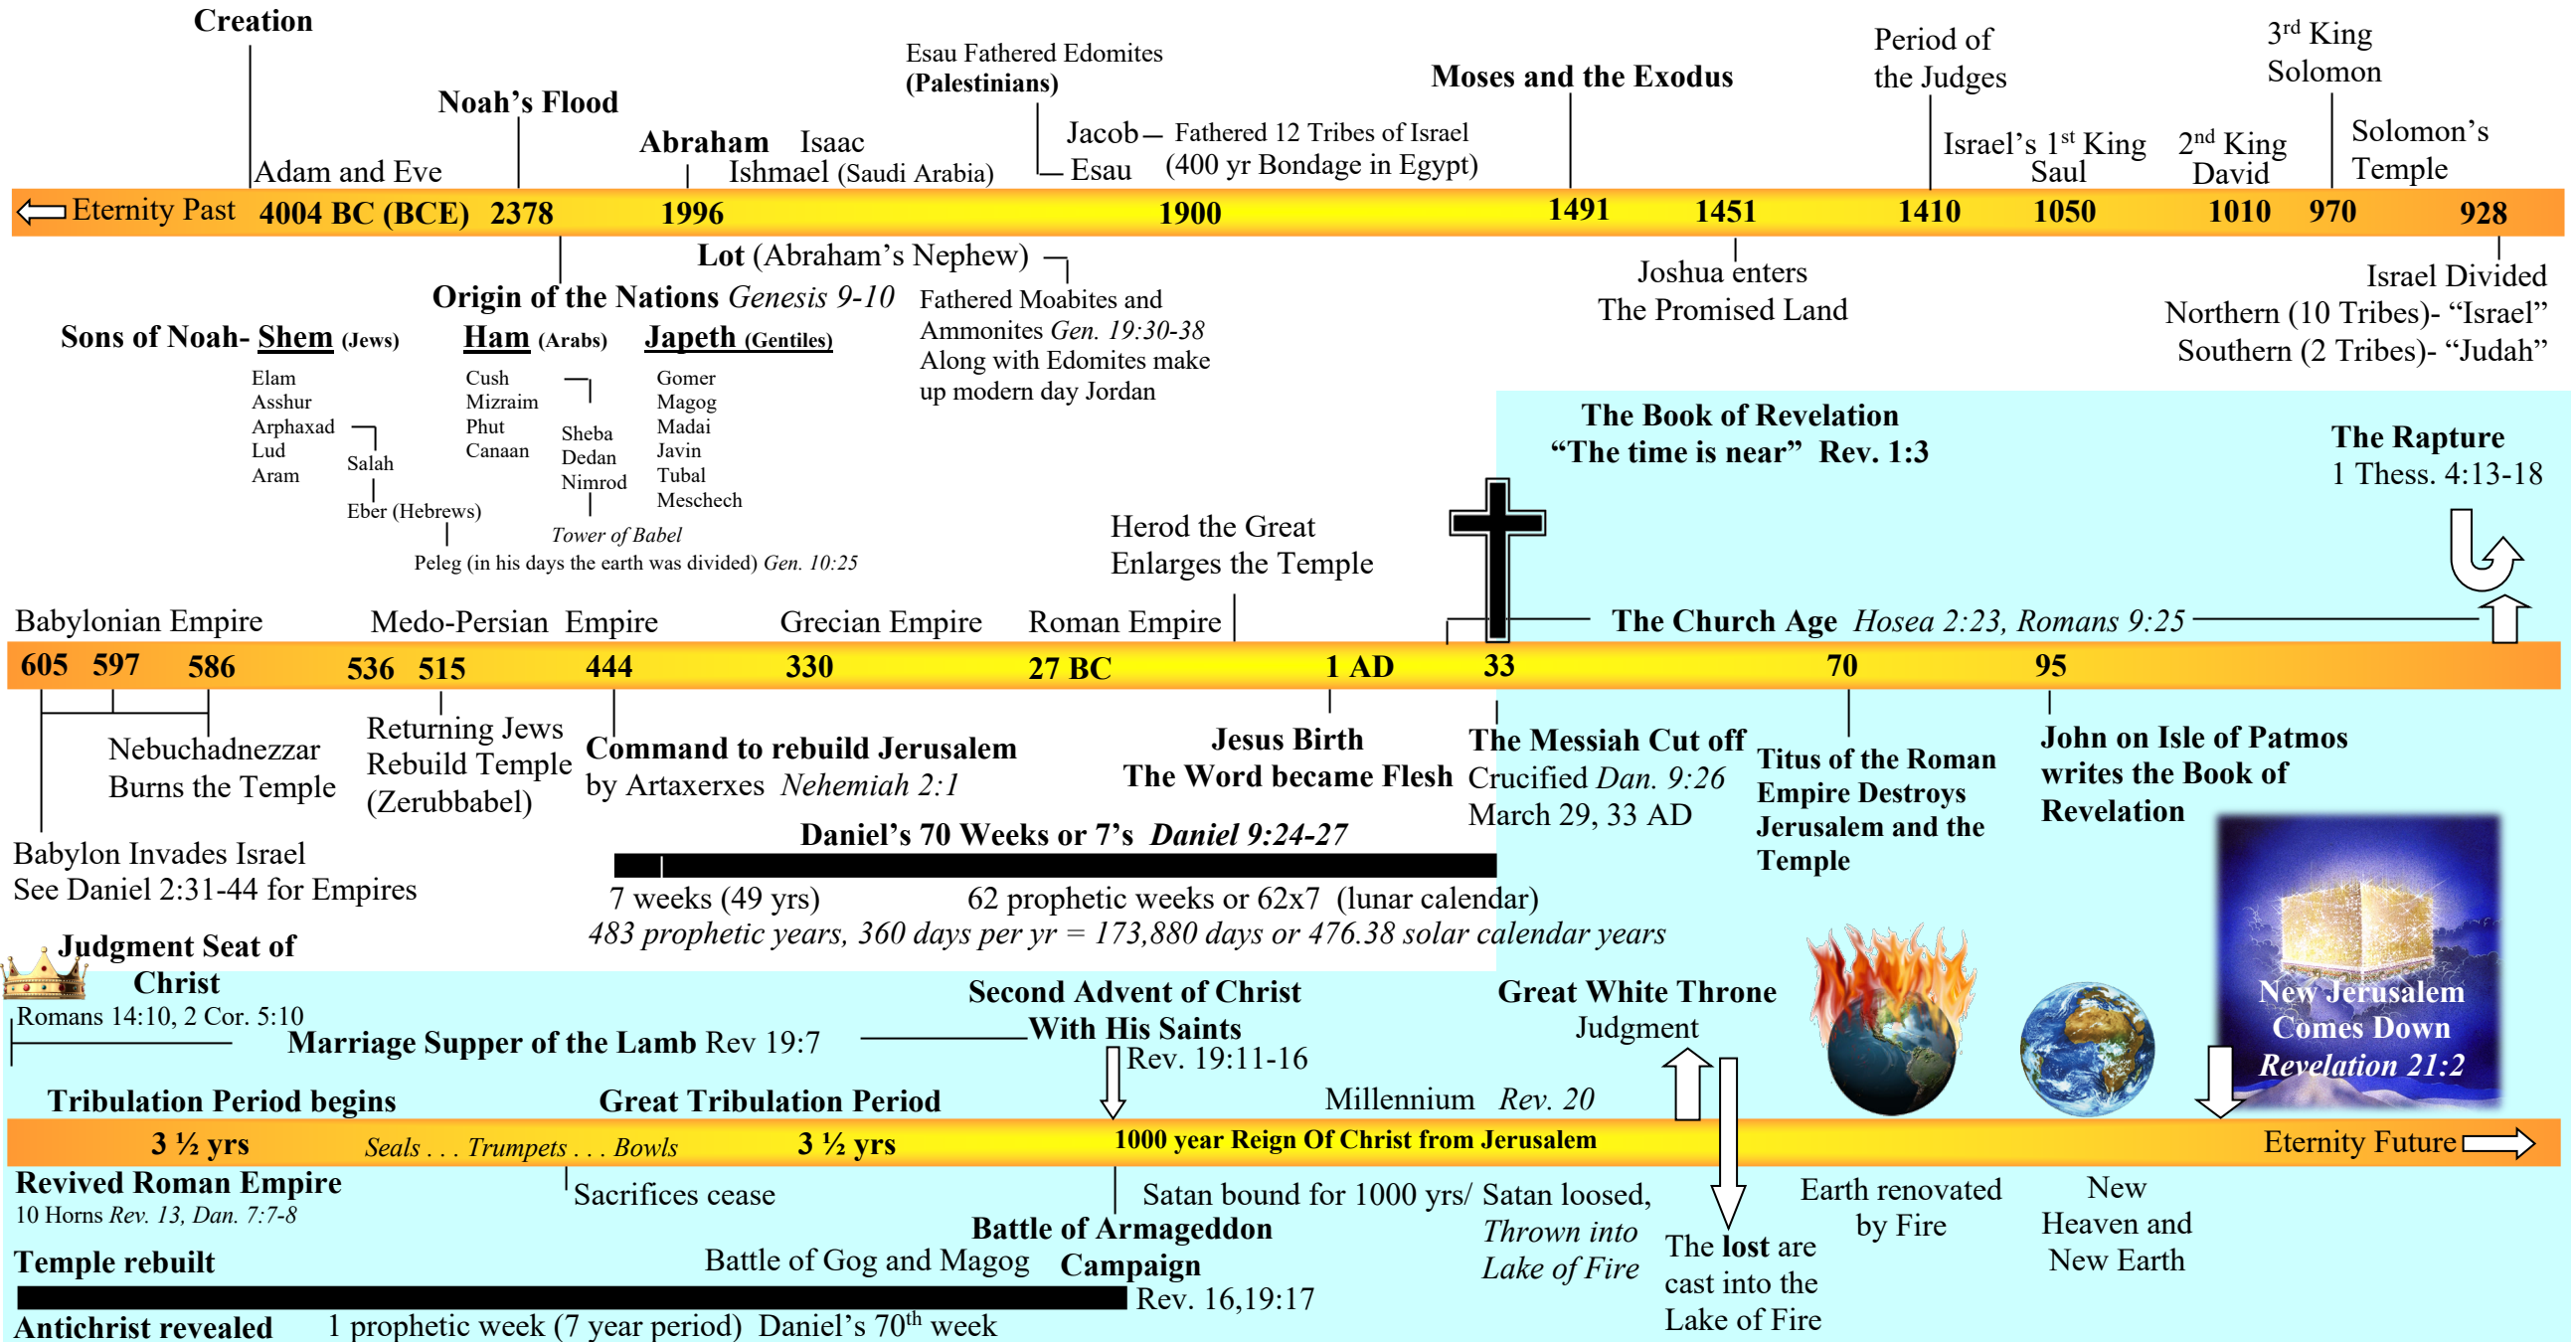 Creation
Noah's Flood
Adam and Eve
Abraham Isaac
Ishmael (Saudi Arabia)
Esau Fathered Edomites
(Palestinians)
Jacob – Fathered 12 Tribes of Israel
Esau (400 yr Bondage in Egypt)
Moses and the Exodus
Period of
the Judges
Israel's 1st King
Saul
2nd King
David
3rd King
Solomon
Solomon's
Temple
Eternity Past 4004 BC (BCE) 2378 1996 1900 1491 1451 1410 1050 1010 970 928
Lot (Abraham's Nephew)
Origin of the Nations Genesis 9-10
Fathered Moabites and
Ammonites Gen. 19:30-38
Along with Edomites make
up modern day Jordan
Joshua enters
The Promised Land
Israel Divided
Northern (10 Tribes)- “Israel”
Southern (2 Tribes)- “Judah”
Sons of Noah- Shem (Jews) Ham (Arabs) Japeth (Gentiles)
Elam
Asshur
Arphaxad
Lud
Aram
Salah
Eber (Hebrews)
Peleg (in his days the earth was divided) Gen. 10:25
Cush
Mizraim
Phut
Canaan
Sheba
Dedan
Nimrod
Tower of Babel
Gomer
Magog
Madai
Javin
Tubal
Meschech
The Book of Revelation
“The time is near” Rev. 1:3
The Rapture
1 Thess. 4:13-18
Herod the Great
Enlarges the Temple
Babylonian Empire Medo-Persian Empire Grecian Empire Roman Empire
The Church Age Hosea 2:23, Romans 9:25
605 597 586 536 515 444 330 27 BC 1 AD 33 70 95
Nebuchadnezzar
Burns the Temple
Babylon Invades Israel
See Daniel 2:31-44 for Empires
Returning Jews
Rebuild Temple
(Zerubbabel)
Command to rebuild Jerusalem
by Artaxerxes Nehemiah 2:1
Jesus Birth
The Word became Flesh
The Messiah Cut off
Crucified Dan. 9:26
March 29, 33 AD
Titus of the Roman
Empire Destroys
Jerusalem and the
Temple
John on Isle of Patmos
writes the Book of
Revelation
Daniel's 70 Weeks or 7's Daniel 9:24-27
7 weeks (49 yrs) 62 prophetic weeks or 62x7 (lunar calendar)
483 prophetic years, 360 days per yr = 173,880 days or 476.38 solar calendar years
Judgment Seat of
Christ
Romans 14:10, 2 Cor. 5:10
Marriage Supper of the Lamb Rev 19:7
Second Advent of Christ
With His Saints
Rev. 19:11-16
Great White Throne
Judgment
New Jerusalem
Comes Down
Revelation 21:2
Tribulation Period begins Great Tribulation Period Millennium Rev. 20
3 ½ yrs Seals . . . Trumpets . . . Bowls 3 ½ yrs 1000 year Reign Of Christ from Jerusalem Eternity Future
Revived Roman Empire
10 Horns Rev. 13, Dan. 7:7-8
Sacrifices cease
Satan bound for 1000 yrs/ Satan loosed,
Thrown into
Lake of Fire
Battle of Armageddon
Campaign
Rev. 16,19:17
Battle of Gog and Magog
Temple rebuilt
Antichrist revealed 1 prophetic week (7 year period) Daniel's 70th week
The lost are
cast into the
Lake of Fire
Earth renovated
by Fire
New
Heaven and
New Earth